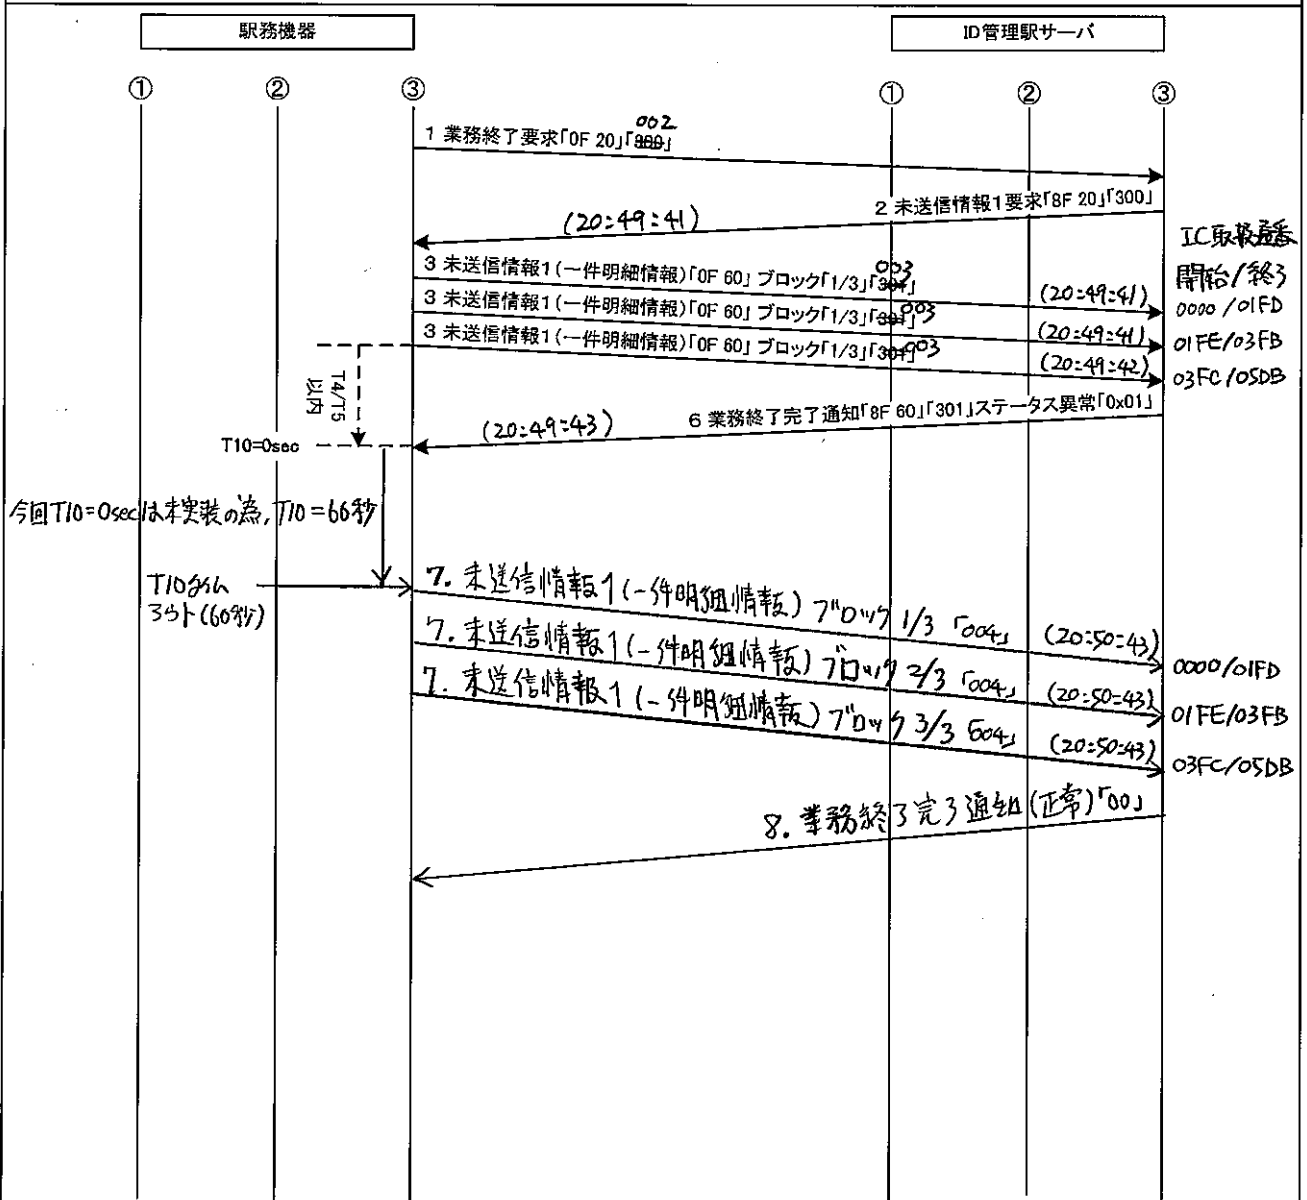 駅務機器
ID管理駅サーバ
① ② ③
① ② ③
002
1 業務終了要求「0F 20」「300」
2 未送信情報1要求「8F 20」「300」
(20:49:41)
IC取扱通番
開始/終了
003
3 未送信情報1(一件明細情報)「0F 60」ブロック「1/3」「301」
(20:49:41)
0000/01FD
3 未送信情報1(一件明細情報)「0F 60」ブロック「1/3」「301」003
(20:49:41)
01FE/03FB
3 未送信情報1(一件明細情報)「0F 60」ブロック「1/3」「301」003
(20:49:42)
03FC/05DB
T4/T5
以内
6 業務終了完了通知「8F 60」「301」ステータス異常「0x01」
(20:49:43)
T10=0sec
今回T10=0secは未実装の為,T10=60秒
T10タイム
アウト(60秒)
7. 未送信情報1(一件明細情報)ブロック 1/3「004」 (20:50:43)
0000/01FD
7. 未送信情報1(一件明細情報)ブロック 2/3「004」 (20:50:43)
01FE/03FB
7. 未送信情報1(一件明細情報)ブロック 3/3「004」 (20:50:43)
03FC/05DB
8. 業務終了完了通知(正常)「00」